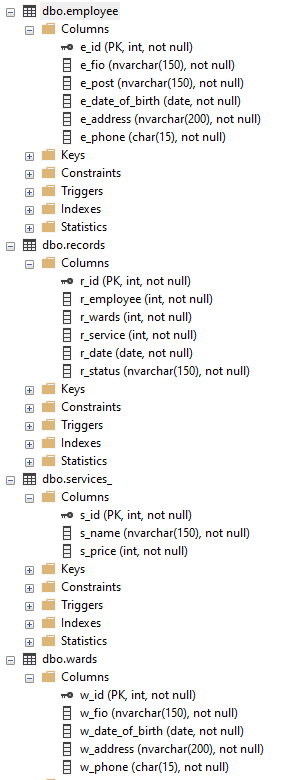 dbo.employee
Columns
e_id (PK, int, not null)
e_fio (nvarchar(150), not null)
e_post (nvarchar(150), not null)
e_date_of_birth (date, not null)
e_address (nvarchar(200), not null)
e_phone (char(15), not null)
Keys
Constraints
Triggers
Indexes
Statistics
dbo.records
Columns
r_id (PK, int, not null)
r_employee (int, not null)
r_wards (int, not null)
r_service (int, not null)
r_date (date, not null)
r_status (nvarchar(150), not null)
Keys
Constraints
Triggers
Indexes
Statistics
dbo.services_
Columns
s_id (PK, int, not null)
s_name (nvarchar(150), not null)
s_price (int, not null)
Keys
Constraints
Triggers
Indexes
Statistics
dbo.wards
Columns
w_id (PK, int, not null)
w_fio (nvarchar(150), not null)
w_date_of_birth (date, not null)
w_address (nvarchar(200), not null)
w_phone (char(15), not null)